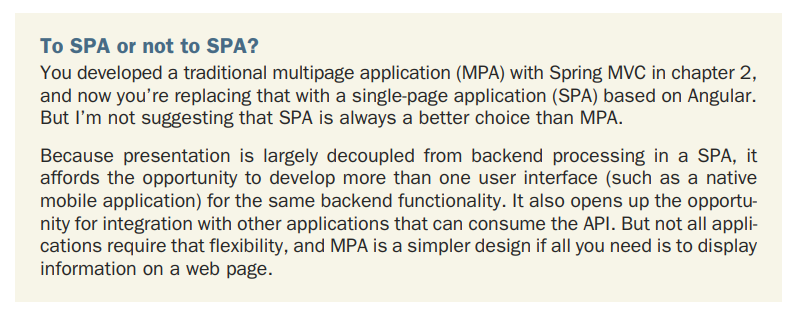 To SPA or not to SPA?
You developed a traditional multipage application (MPA) with Spring MVC in chapter 2,
and now you’re replacing that with a single-page application (SPA) based on Angular.
But I’m not suggesting that SPA is always a better choice than MPA.
Because presentation is largely decoupled from backend processing in a SPA, it
affords the opportunity to develop more than one user interface (such as a native
mobile application) for the same backend functionality. It also opens up the opportu-
nity for integration with other applications that can consume the API. But not all appli-
cations require that flexibility, and MPA is a simpler design if all you need is to display
information on a web page.